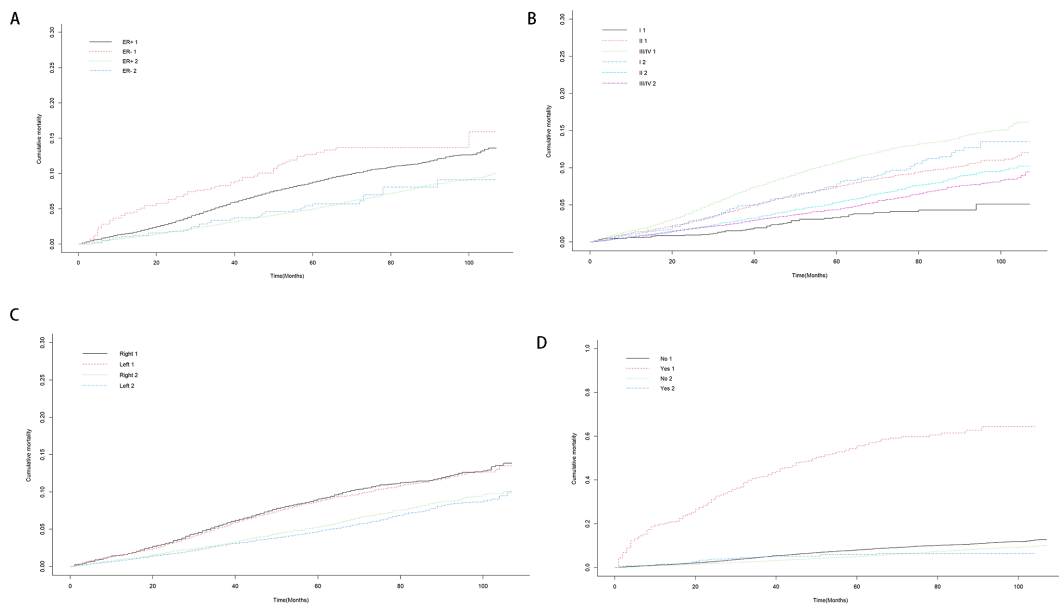 A
ER+ 1
ER- 1
ER+ 2
ER- 2
Cumulative mortality
0.00 0.05 0.10 0.15 0.20 0.25 0.30
0 20 40 60 80 100
Time(Months)
B
I 1
II 1
III/IV 1
I 2
II 2
III/IV 2
Cumulative mortality
0.00 0.05 0.10 0.15 0.20 0.25 0.30
0 20 40 60 80 100
Time(Months)
C
Right 1
Left 1
Right 2
Left 2
Cumulative mortality
0.00 0.05 0.10 0.15 0.20 0.25 0.30
0 20 40 60 80 100
Time(Months)
D
No 1
Yes 1
No 2
Yes 2
Cumulative mortality
0.0 0.2 0.4 0.6 0.8 1.0
0 20 40 60 80 100
Time(Months)